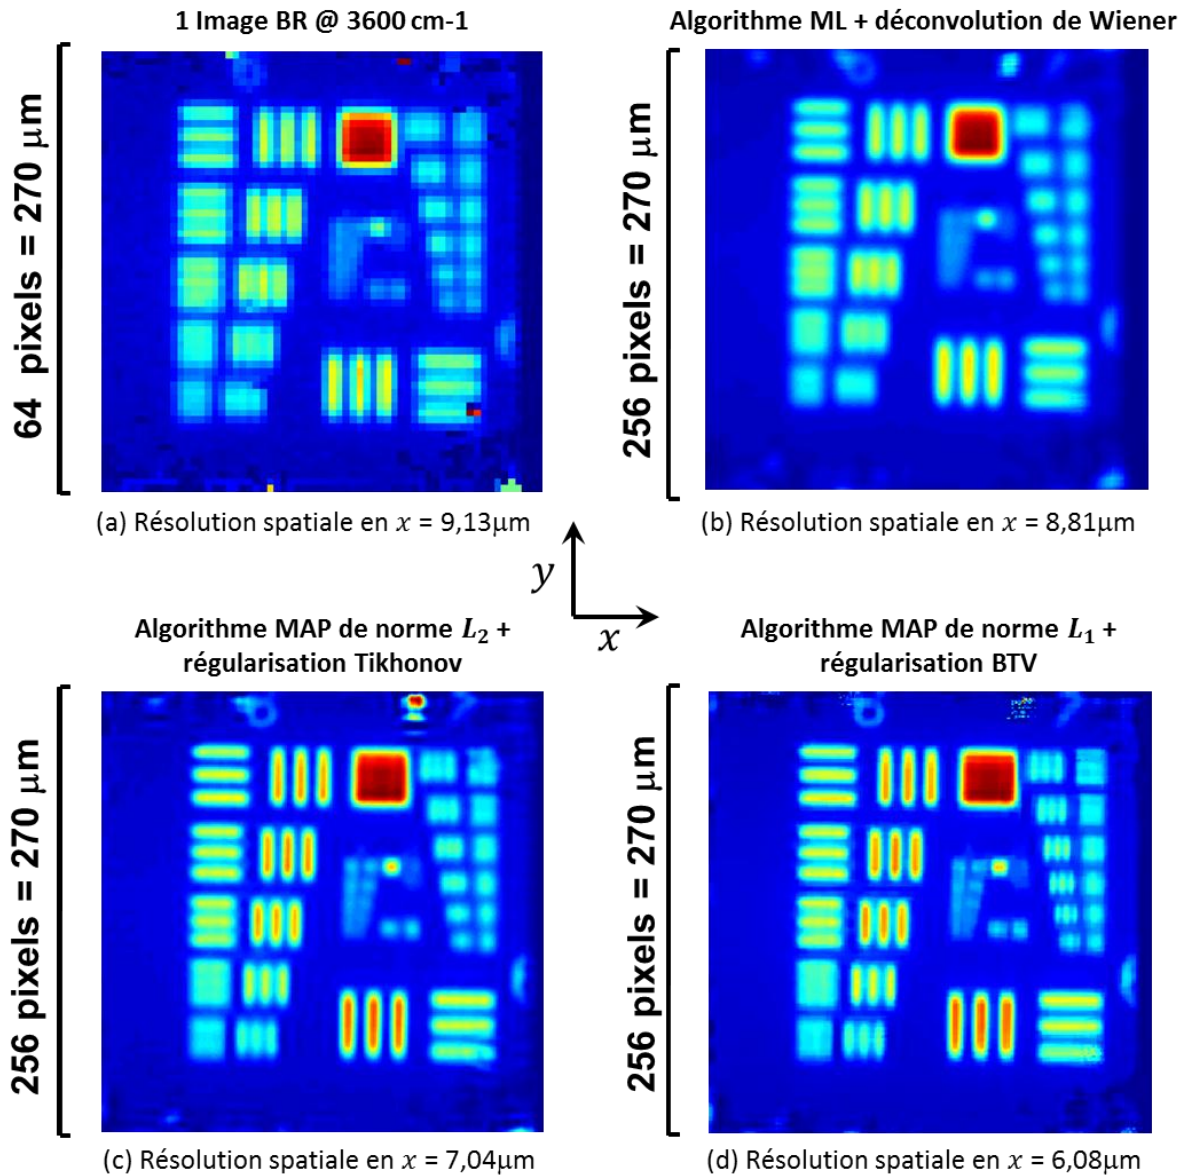 1 Image BR @ 3600 cm-1
Algorithme ML + déconvolution de Wiener
64 pixels = 270 μm
256 pixels = 270 μm
(a) Résolution spatiale en x = 9,13μm
(b) Résolution spatiale en x = 8,81μm
y
x
Algorithme MAP de norme L₂ +
régularisation Tikhonov
Algorithme MAP de norme L₁ +
régularisation BTV
256 pixels = 270 μm
256 pixels = 270 μm
(c) Résolution spatiale en x = 7,04μm
(d) Résolution spatiale en x = 6,08μm